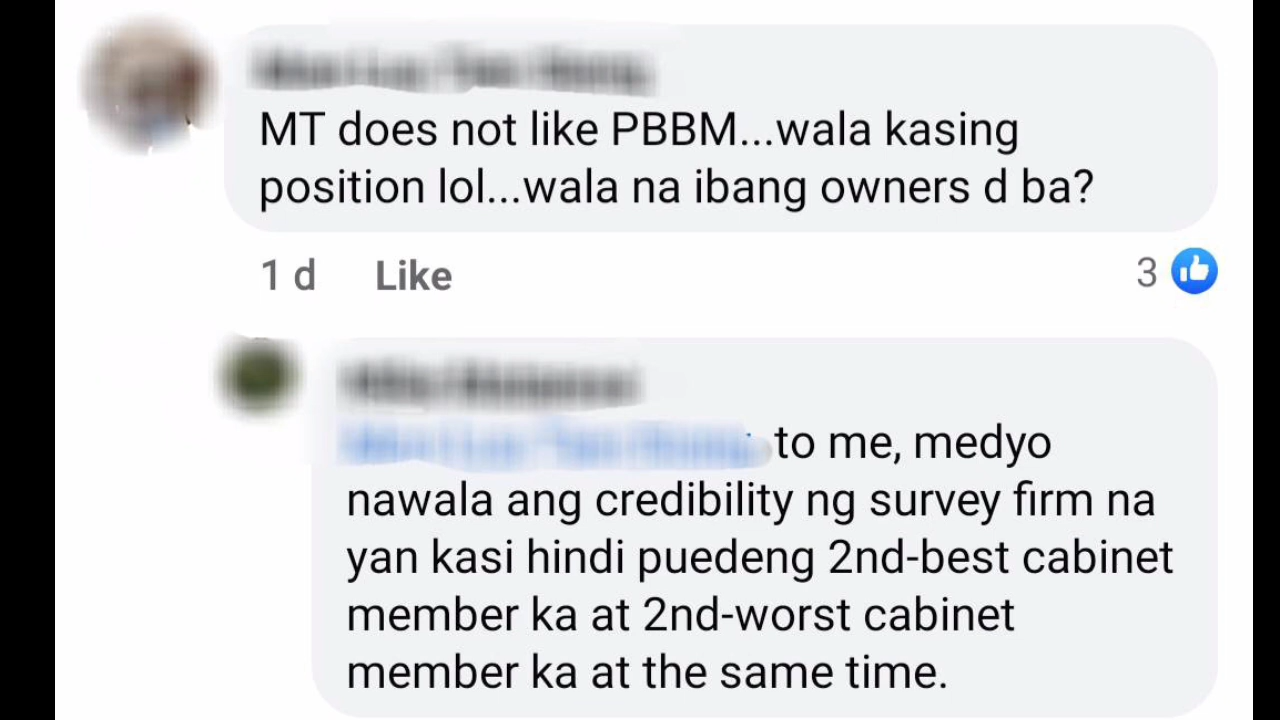 MT does not like PBBM...wala kasing
position lol...wala na ibang owners d ba?
1 d Like 3
to me, medyo
nawala ang credibility ng survey firm na
yan kasi hindi puedeng 2nd-best cabinet
member ka at 2nd-worst cabinet
member ka at the same time.